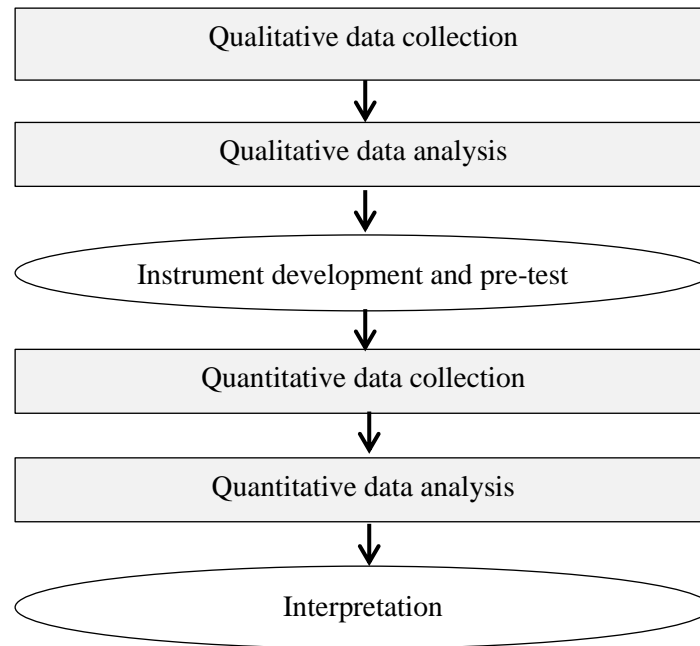 Qualitative data collection
Qualitative data analysis
Instrument development and pre-test
Quantitative data collection
Quantitative data analysis
Interpretation